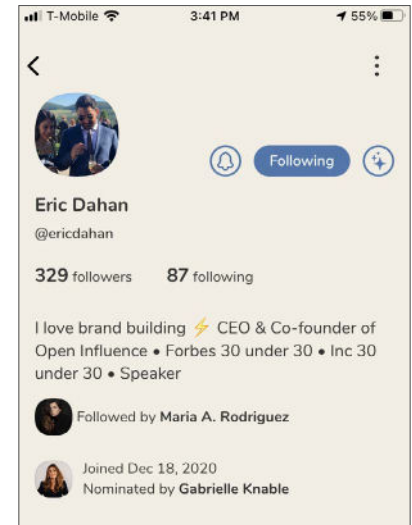 T-Mobile 3:41 PM 55%
Following
Eric Dahan
@ericdahan
329 followers 87 following
I love brand building ⚡ CEO & Co-founder of
Open Influence • Forbes 30 under 30 • Inc 30
under 30 • Speaker
Followed by Maria A. Rodriguez
Joined Dec 18, 2020
Nominated by Gabrielle Knable